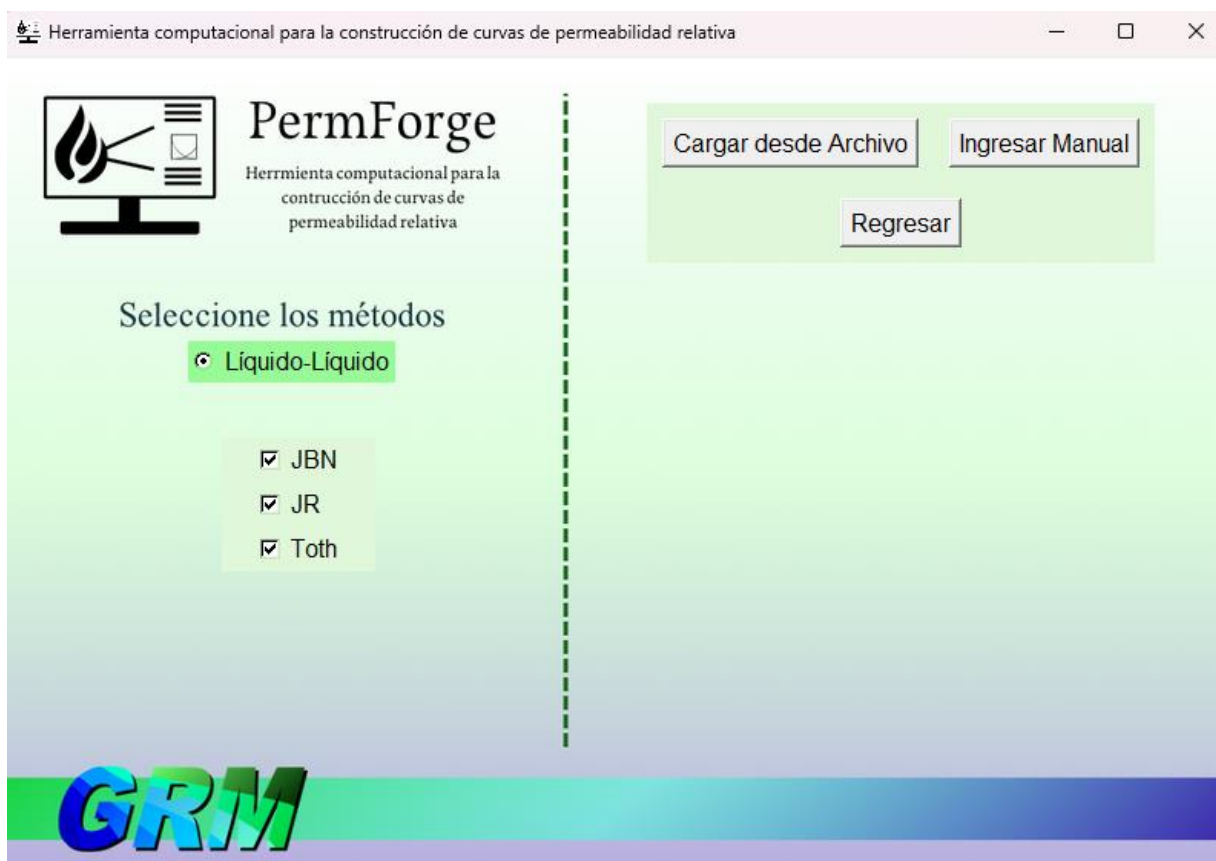 Herramienta computacional para la construcción de curvas de permeabilidad relativa
PermForge
Herrmienta computacional para la
contrucción de curvas de
permeabilidad relativa
Seleccione los métodos
Líquido-Líquido
JBN
JR
Toth
Cargar desde Archivo
Ingresar Manual
Regresar
GRM